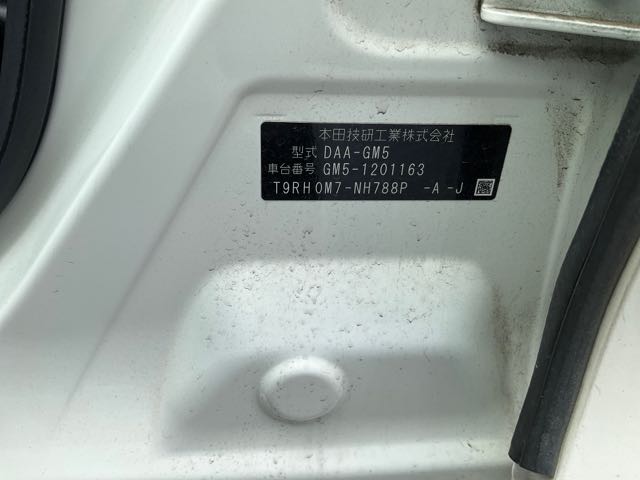 本田技研工業株式会社
型式 DAA-GM5
車台番号 GM5-1201163
T9RH0M7-NH788P -A -J